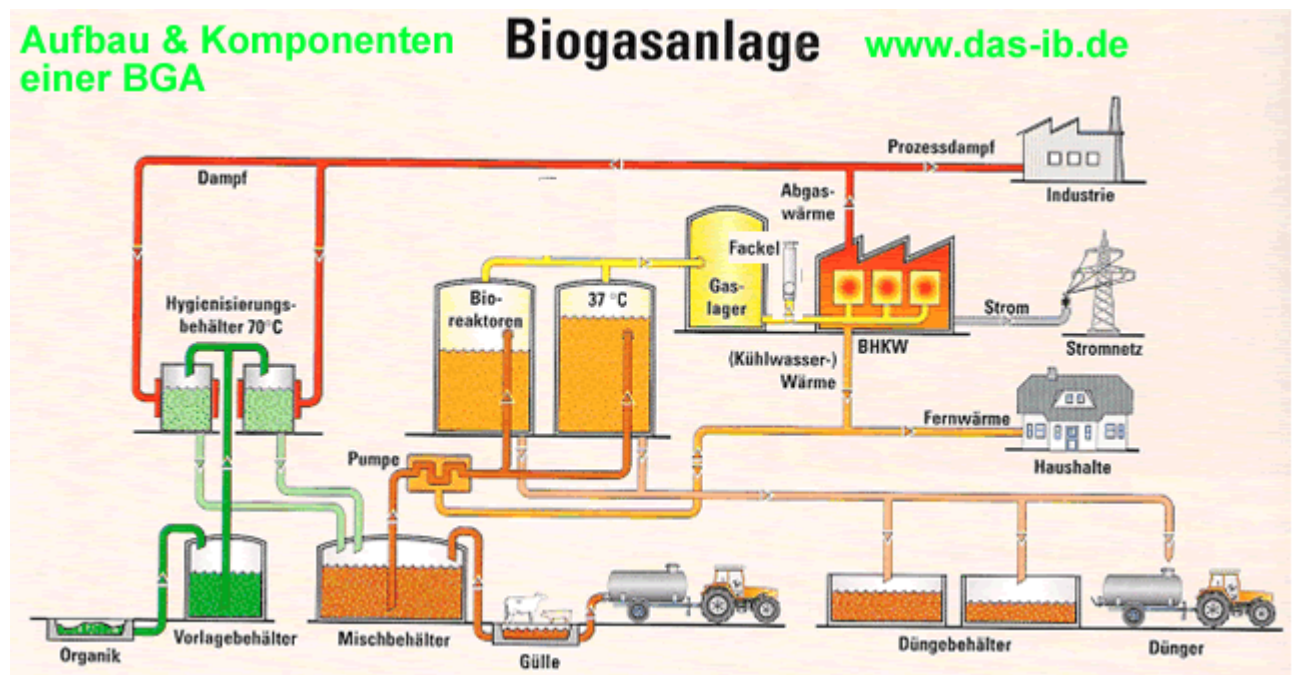 Aufbau & Komponenten
einer BGA
Biogasanlage
www.das-ib.de
Prozessdampf
Industrie
Dampf
Abgas-
wärme
Fackel
Gas-
lager
Bio-
reaktoren
37 °C
Hygienisierungs-
behälter 70°C
Strom
Stromnetz
BHKW
(Kühlwasser-)
Wärme
Fernwärme
Haushalte
Pumpe
Organik
Vorlagebehälter
Mischbehälter
Gülle
Düngebehälter
Dünger